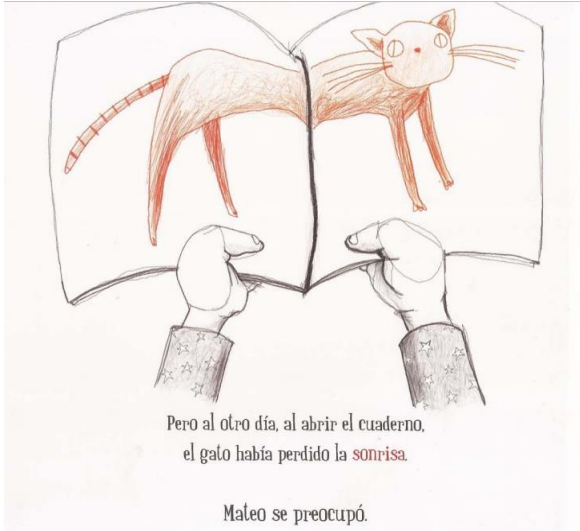 Pero al otro día, al abrir el cuaderno,
el gato había perdido la sonrisa.
Mateo se preocupó.